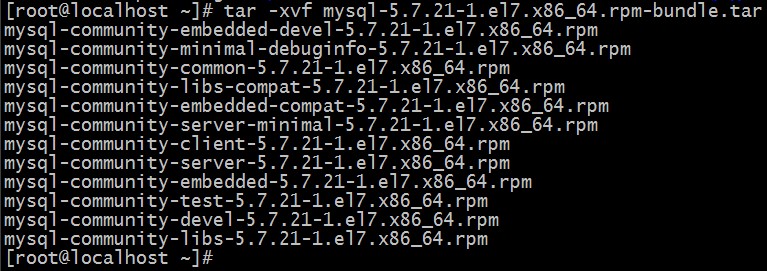 [root@localhost ~]# tar -xvf mysql-5.7.21-1.el7.x86_64.rpm-bundle.tar
mysql-community-embedded-devel-5.7.21-1.el7.x86_64.rpm
mysql-community-minimal-debuginfo-5.7.21-1.el7.x86_64.rpm
mysql-community-common-5.7.21-1.el7.x86_64.rpm
mysql-community-libs-compat-5.7.21-1.el7.x86_64.rpm
mysql-community-embedded-compat-5.7.21-1.el7.x86_64.rpm
mysql-community-server-minimal-5.7.21-1.el7.x86_64.rpm
mysql-community-client-5.7.21-1.el7.x86_64.rpm
mysql-community-server-5.7.21-1.el7.x86_64.rpm
mysql-community-embedded-5.7.21-1.el7.x86_64.rpm
mysql-community-test-5.7.21-1.el7.x86_64.rpm
mysql-community-devel-5.7.21-1.el7.x86_64.rpm
mysql-community-libs-5.7.21-1.el7.x86_64.rpm
[root@localhost ~]#